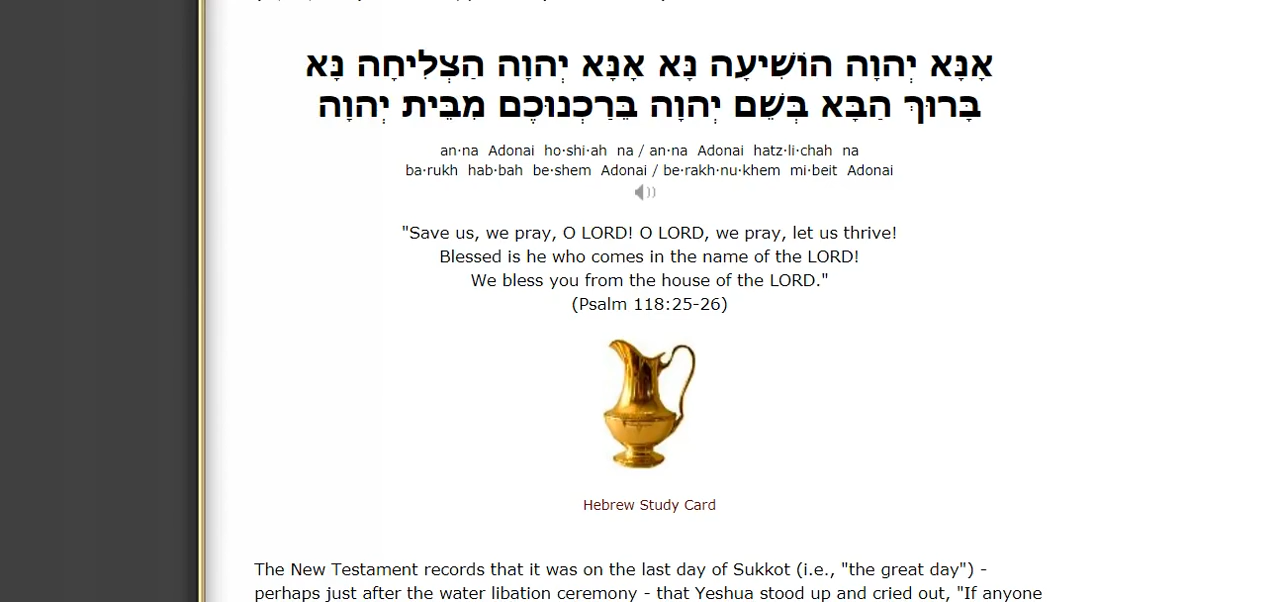 אָנָּא יְהוָה הוֹשִׁיעָה נָּא אָנָּא יְהוָה הַצְלִיחָה נָּא
בָּרוּךְ הַבָּא בְּשֵׁם יְהוָה בֵּרַכְנוּכֶם מִבֵּית יְהוָה
an·na Adonai ho·shi·ah na / an·na Adonai hatz·li·chah na
ba·rukh hab·bah be·shem Adonai / be·rakh·nu·khem mi·beit Adonai
"Save us, we pray, O LORD! O LORD, we pray, let us thrive!
Blessed is he who comes in the name of the LORD!
We bless you from the house of the LORD."
(Psalm 118:25-26)
Hebrew Study Card
The New Testament records that it was on the last day of Sukkot (i.e., "the great day") -
perhaps just after the water libation ceremony - that Yeshua stood up and cried out, "If anyone